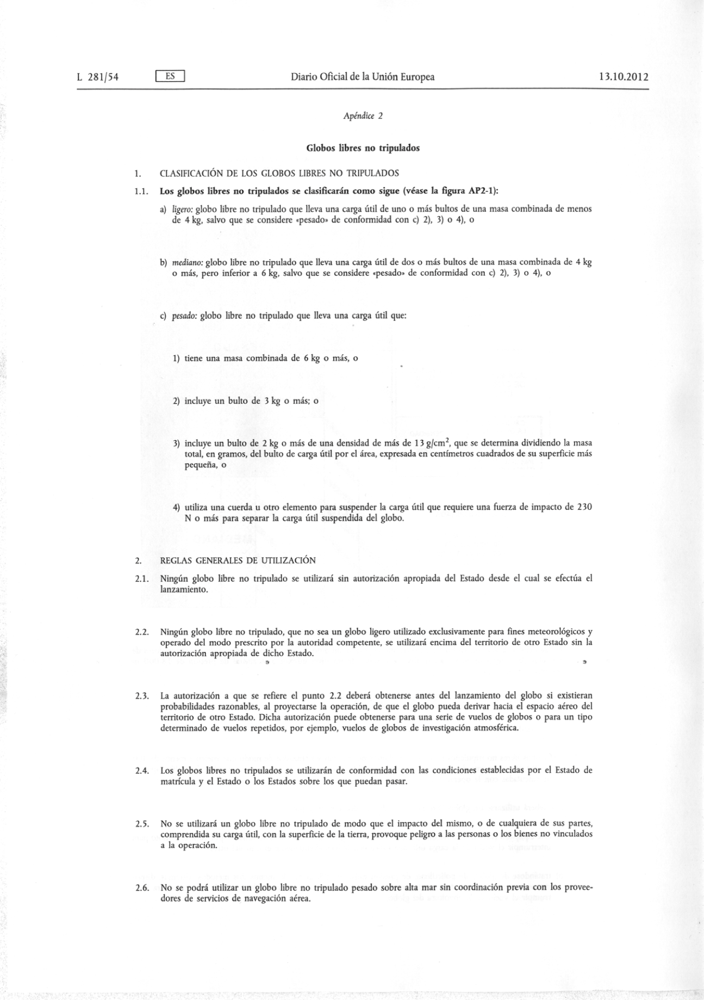 L 281/54 ES Diario Oficial de la Unión Europea 13.10.2012
Apéndice 2
Globos libres no tripulados
1. CLASIFICACIÓN DE LOS GLOBOS LIBRES NO TRIPULADOS
1.1. Los globos libres no tripulados se clasificarán como sigue (véase la figura AP2-1):
a) ligero: globo libre no tripulado que lleva una carga útil de uno o más bultos de una masa combinada de menos
de 4 kg, salvo que se considere «pesado» de conformidad con c) 2), 3) o 4), o
b) mediano: globo libre no tripulado que lleva una carga útil de dos o más bultos de una masa combinada de 4 kg
o más, pero inferior a 6 kg, salvo que se considere «pesado» de conformidad con c) 2), 3) o 4), o
c) pesado: globo libre no tripulado que lleva una carga útil que:
1) tiene una masa combinada de 6 kg o más, o
2) incluye un bulto de 3 kg o más; o
3) incluye un bulto de 2 kg o más de una densidad de más de 13 g/cm², que se determina dividiendo la masa
total, en gramos, del bulto de carga útil por el área, expresada en centímetros cuadrados de su superficie más
pequeña, o
4) utiliza una cuerda u otro elemento para suspender la carga útil que requiere una fuerza de impacto de 230
N o más para separar la carga útil suspendida del globo.
2. REGLAS GENERALES DE UTILIZACIÓN
2.1. Ningún globo libre no tripulado se utilizará sin autorización apropiada del Estado desde el cual se efectúa el
lanzamiento.
2.2. Ningún globo libre no tripulado, que no sea un globo ligero utilizado exclusivamente para fines meteorológicos y
operado del modo prescrito por la autoridad competente, se utilizará encima del territorio de otro Estado sin la
autorización apropiada de dicho Estado.
2.3. La autorización a que se refiere el punto 2.2 deberá obtenerse antes del lanzamiento del globo si existieran
probabilidades razonables, al proyectarse la operación, de que el globo pueda derivar hacia el espacio aéreo del
territorio de otro Estado. Dicha autorización puede obtenerse para una serie de vuelos de globos o para un tipo
determinado de vuelos repetidos, por ejemplo, vuelos de globos de investigación atmosférica.
2.4. Los globos libres no tripulados se utilizarán de conformidad con las condiciones establecidas por el Estado de
matrícula y el Estado o los Estados sobre los que puedan pasar.
2.5. No se utilizará un globo libre no tripulado de modo que el impacto del mismo, o de cualquiera de sus partes,
comprendida su carga útil, con la superficie de la tierra, provoque peligro a las personas o los bienes no vinculados
a la operación.
2.6. No se podrá utilizar un globo libre no tripulado pesado sobre alta mar sin coordinación previa con los provee-
dores de servicios de navegación aérea.